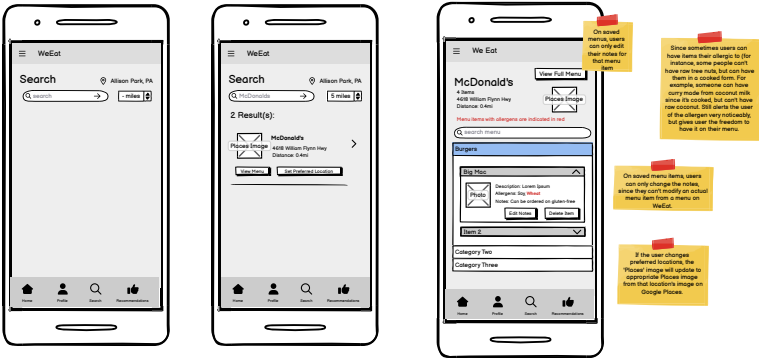 WeEat
Search
Allison Park, PA
search
- miles
Home
Profile
Search
Recommendations
WeEat
Search
Allison Park, PA
McDonalds
5 miles
2 Result(s):
McDonald's
Places Image
4618 William Flynn Hwy
Distance: 0.4mi
View Menu
Set Preferred Location
Home
Profile
Search
Recommendations
We Eat
View Full Menu
McDonald's
4 Items
4618 William Flynn Hwy
Distance: 0.4mi
Places Image
Menu items with allergens are indicated in red
search menu
Burgers
Big Mac
Photo
Description: Lorem Ipsum
Allergens: Soy, Wheat
Notes: Can be ordered on gluten-free
Edit Notes
Delete Item
Item 2
Category Two
Category Three
Home
Profile
Search
Recommendations
On saved
menus, users
can only edit
their notes for
that menu
item
Since sometimes users can
have items their allergic to (for
instance, some people can't
have raw tree nuts, but can have
them in a cooked form. For
example, someone can have
curry made from coconut milk
since it's cooked, but can't have
raw coconut. Still alerts the user
of the allergen very noticeably,
but gives user the freedom to
have it on their menu.
On saved menu items, users
can only change the notes,
since they can't modify an actual
menu item from a menu on
WeEat.
If the user changes
preferred locations, the
'Places' image will update to
appropriate Places image
from that location's image on
Google Places.